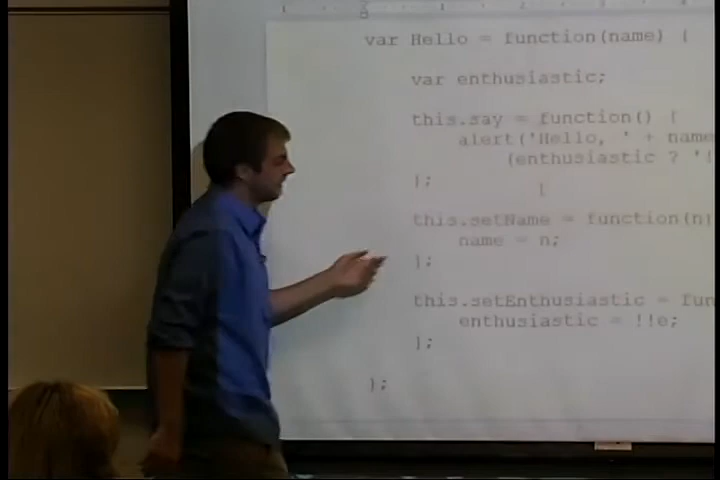 var Hello = function(name) {
var enthusiastic;
this.say = function() {
alert('Hello, ' + name
(enthusiastic ? '!
};
this.setName = function(n)
name = n;
};
this.setEnthusiastic = fun
enthusiastic = !!e;
};
};